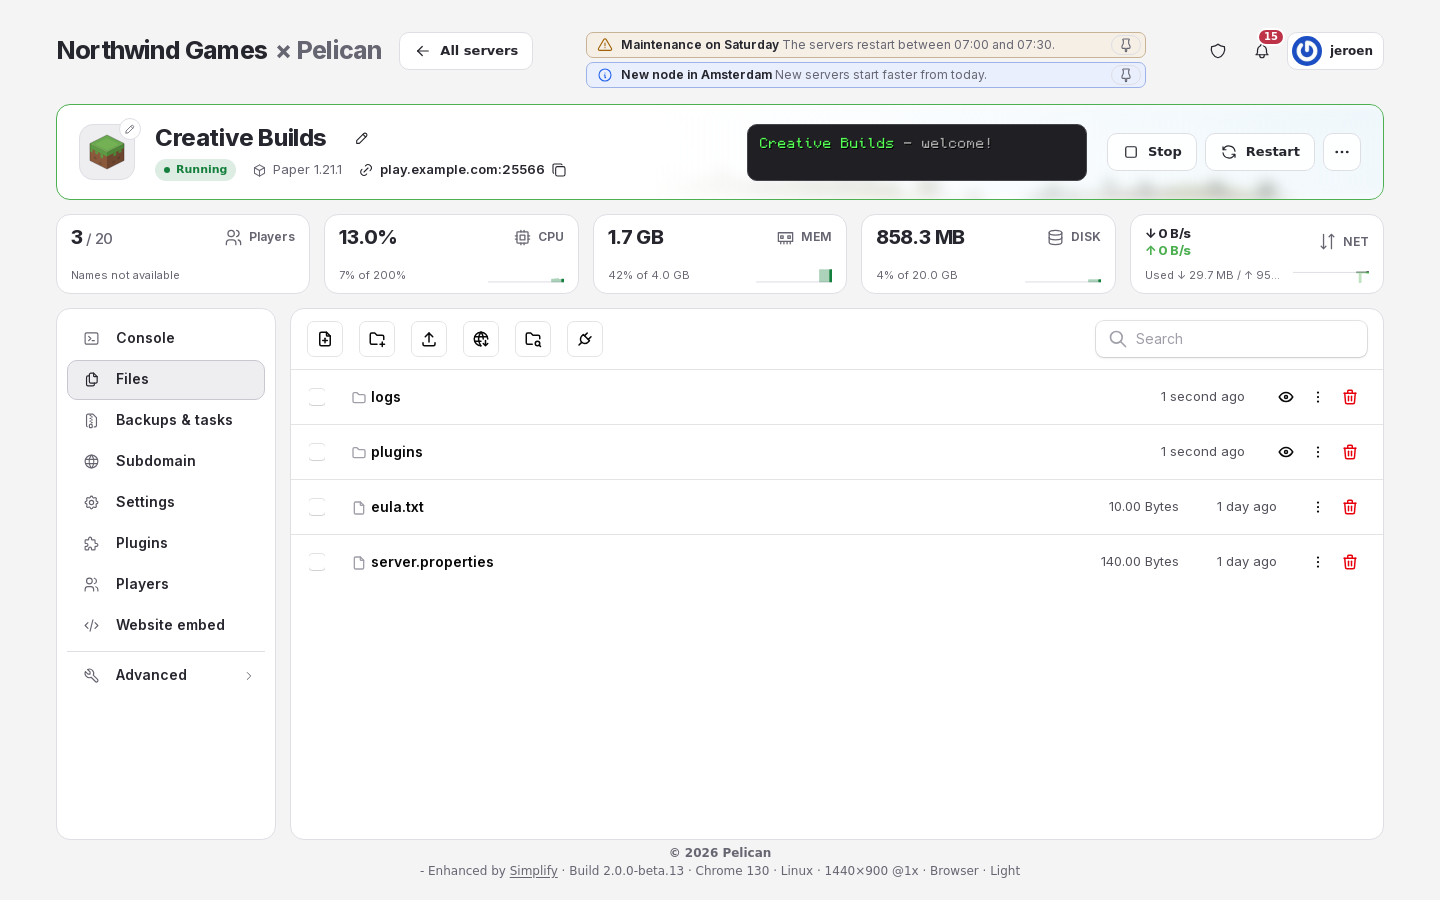 Northwind Games × Pelican
All servers
Maintenance on Saturday The servers restart between 07:00 and 07:30.
New node in Amsterdam New servers start faster from today.
15
jeroen
Creative Builds
Running
Paper 1.21.1
play.example.com:25566
Creative Builds – welcome!
Stop
Restart
3 / 20
Players
Names not available
13.0%
CPU
7% of 200%
1.7 GB
MEM
42% of 4.0 GB
858.3 MB
DISK
4% of 20.0 GB
↓ 0 B/s
↑ 0 B/s
NET
Used ↓ 29.7 MB / ↑ 95...
Console
Files
Backups & tasks
Subdomain
Settings
Plugins
Players
Website embed
Advanced
Search
logs
1 second ago
plugins
1 second ago
eula.txt
10.00 Bytes
1 day ago
server.properties
140.00 Bytes
1 day ago
© 2026 Pelican
- Enhanced by Simplify · Build 2.0.0-beta.13 · Chrome 130 · Linux · 1440×900 @1x · Browser · Light